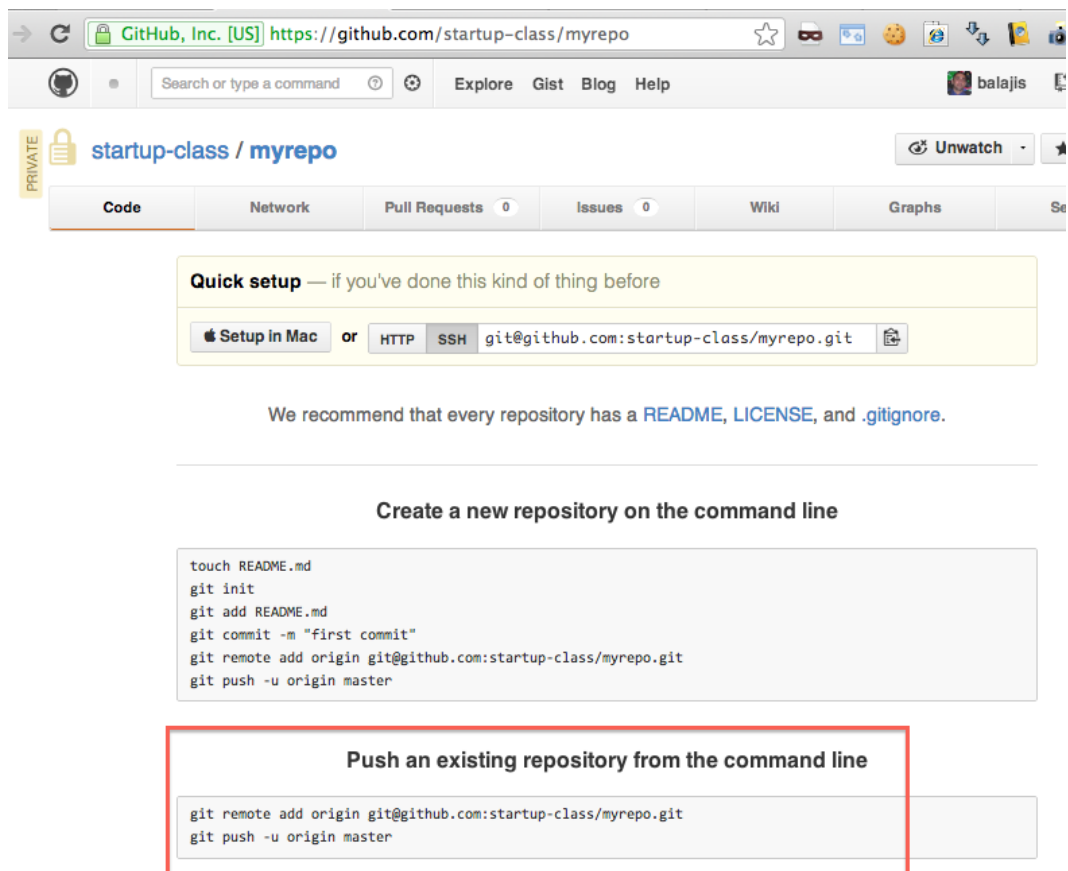 GitHub, Inc. [US] https://github.com/startup-class/myrepo
Search or type a command Explore Gist Blog Help balajis
PRIVATE
startup-class / myrepo
Unwatch
Code Network Pull Requests 0 Issues 0 Wiki Graphs Se
Quick setup — if you've done this kind of thing before
Setup in Mac or HTTP SSH git@github.com:startup-class/myrepo.git
We recommend that every repository has a README, LICENSE, and .gitignore.
Create a new repository on the command line
touch README.md
git init
git add README.md
git commit -m "first commit"
git remote add origin git@github.com:startup-class/myrepo.git
git push -u origin master
Push an existing repository from the command line
git remote add origin git@github.com:startup-class/myrepo.git
git push -u origin master